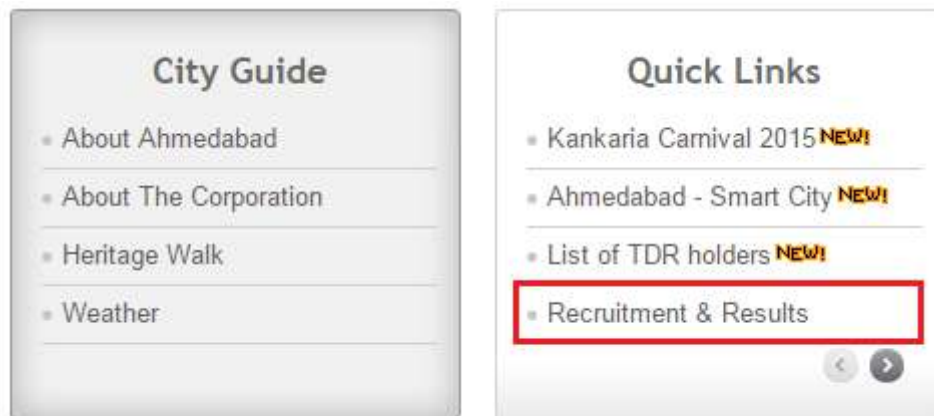 City Guide
About Ahmedabad
About The Corporation
Heritage Walk
Weather
Quick Links
Kankaria Carnival 2015 NEW!
Ahmedabad - Smart City NEW!
List of TDR holders NEW!
Recruitment & Results